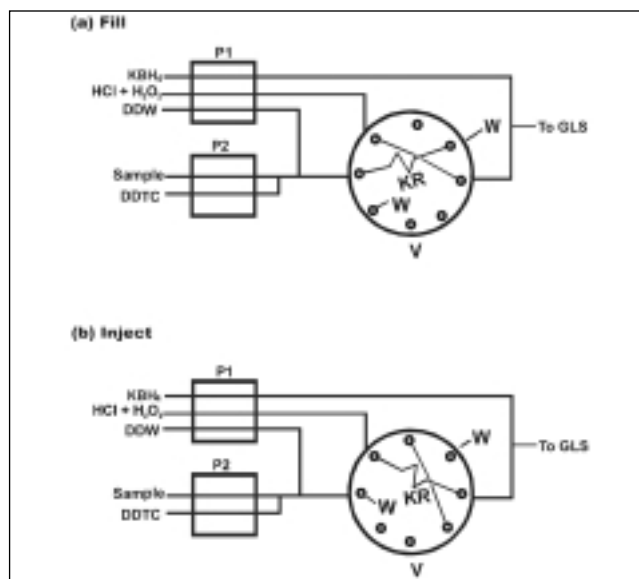 (a) Fill
P1
KBH₄
HCl + H₂O₂
DDW
W
To GLS
P2
Sample
DDTC
KR
W
V
(b) Inject
P1
KBH₄
HCl + H₂O₂
DDW
W
To GLS
P2
Sample
DDTC
KR
W
V